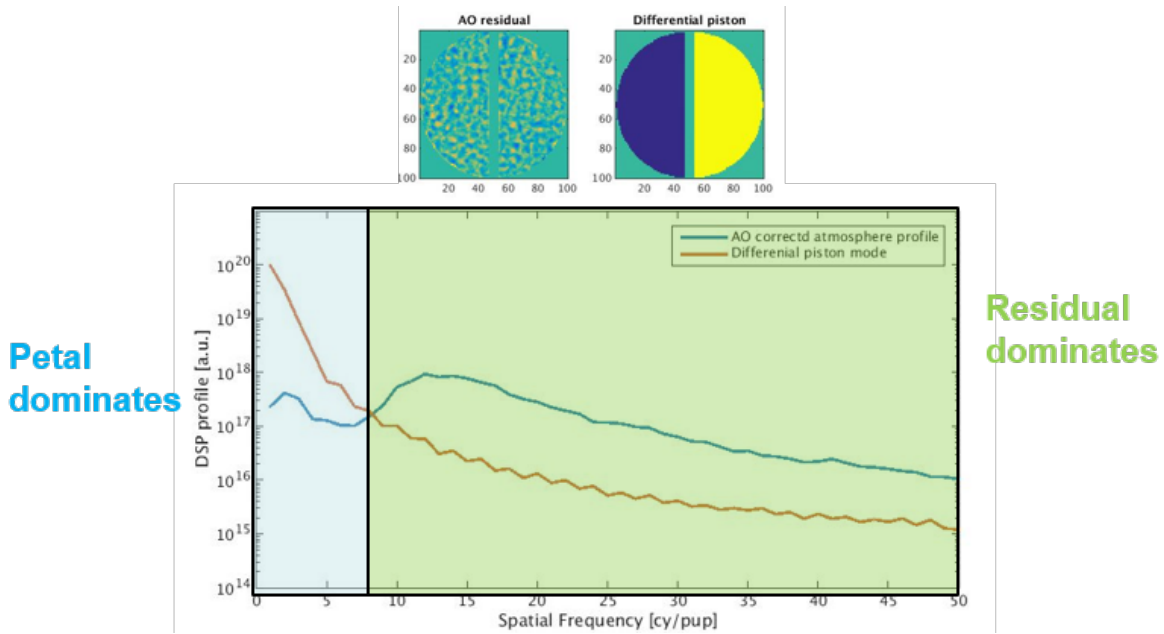 AO residual
Differential piston
20
40
60
80
100
20 40 60 80 100
20
40
60
80
100
20 40 60 80 100
AO correctd atmosphere profile
Differenial piston mode
Petal
dominates
Residual
dominates
DSP profile [a.u.]
10^20
10^19
10^18
10^17
10^16
10^15
10^14
0 5 10 15 20 25 30 35 40 45 50
Spatial Frequency [cy/pup]